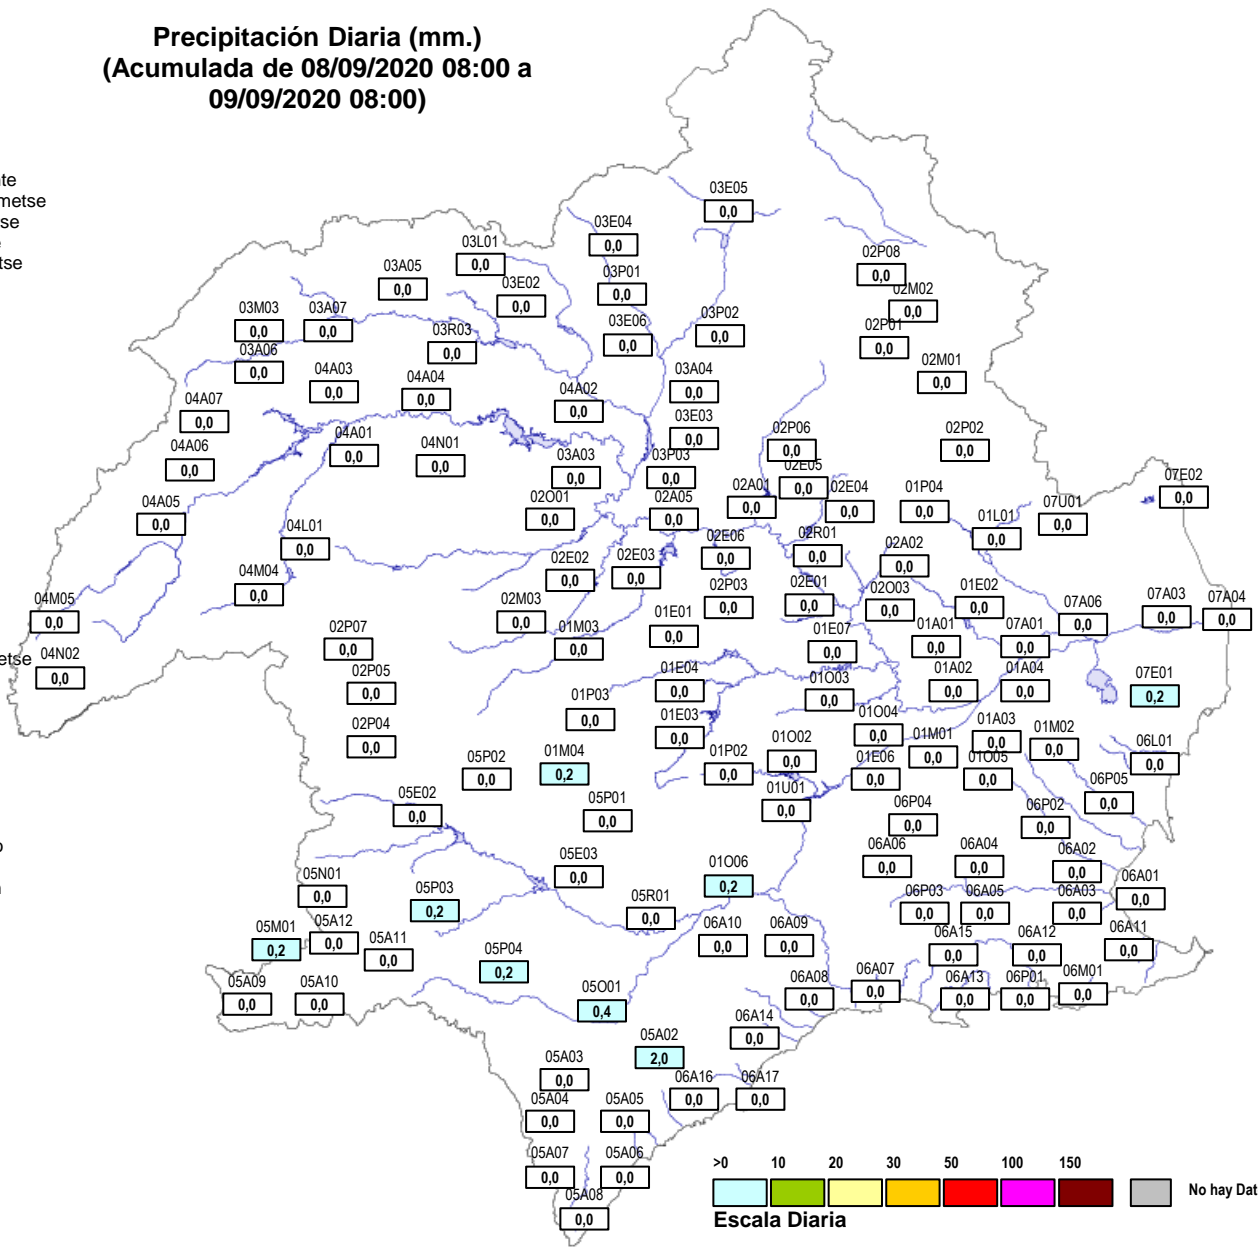 Precipitación Diaria (mm.)
(Acumulada de 08/09/2020 08:00 a
09/09/2020 08:00)
te
metse
se
tse
03E05
0,0
03E04
0,0
03L01
0,0
02P08
0,0
03A05
0,0
03P01
0,0
03E02
0,0
02M02
0,0
03M03
0,0
03A07
0,0
03P02
0,0
03E06
0,0
03R03
0,0
02P01
0,0
03A06
0,0
02M01
0,0
04A03
0,0
04A04
0,0
03A04
0,0
04A02
0,0
04A07
0,0
03E03
0,0
02P06
0,0
02P02
0,0
04A01
0,0
04N01
0,0
04A06
0,0
03A03
0,0
03P03
0,0
02E05
0,0
07E02
0,0
02A01
0,0
02E04
0,0
01P04
0,0
04A05
0,0
02O01
0,0
02A05
0,0
07U01
0,0
01L01
0,0
04L01
0,0
02E06
0,0
02R01
0,0
02A02
0,0
02E02
0,0
02E03
0,0
04M04
0,0
02P03
0,0
02E01
0,0
02O03
0,0
01E02
0,0
04M05
0,0
02M03
0,0
01E01
0,0
07A06
0,0
07A03
0,0
07A04
0,0
02P07
0,0
01M03
0,0
01E07
0,0
01A01
0,0
07A01
0,0
etse
04N02
0,0
02P05
0,0
01E04
0,0
01O03
0,0
01A02
0,0
01A04
0,0
07E01
0,2
01P03
0,0
01E03
0,0
01O04
0,0
01A03
0,0
01M02
0,0
02P04
0,0
05P02
0,0
01M04
0,2
01P02
0,0
01O02
0,0
01M01
0,0
01E06
0,0
01O05
0,0
06L01
0,0
05E02
0,0
05P01
0,0
01U01
0,0
06P05
0,0
06P04
0,0
06P02
0,0
o
05E03
0,0
01O06
0,2
06A06
0,0
06A04
0,0
06A02
0,0
05N01
0,0
05P03
0,2
05R01
0,0
06P03
0,0
06A05
0,0
06A03
0,0
06A01
0,0
05M01
0,2
05A12
0,0
05A11
0,0
06A10
0,0
06A09
0,0
06A15
0,0
06A12
0,0
06A11
0,0
05P04
0,2
05A09
0,0
05A10
0,0
05O01
0,4
06A08
0,0
06A07
0,0
06A13
0,0
06P01
0,0
06M01
0,0
06A14
0,0
05A02
2,0
05A03
0,0
06A16
0,0
06A17
0,0
05A04
0,0
05A05
0,0
05A07
0,0
05A06
0,0
05A08
0,0
>0 10 20 30 50 100 150
No hay Dat
Escala Diaria